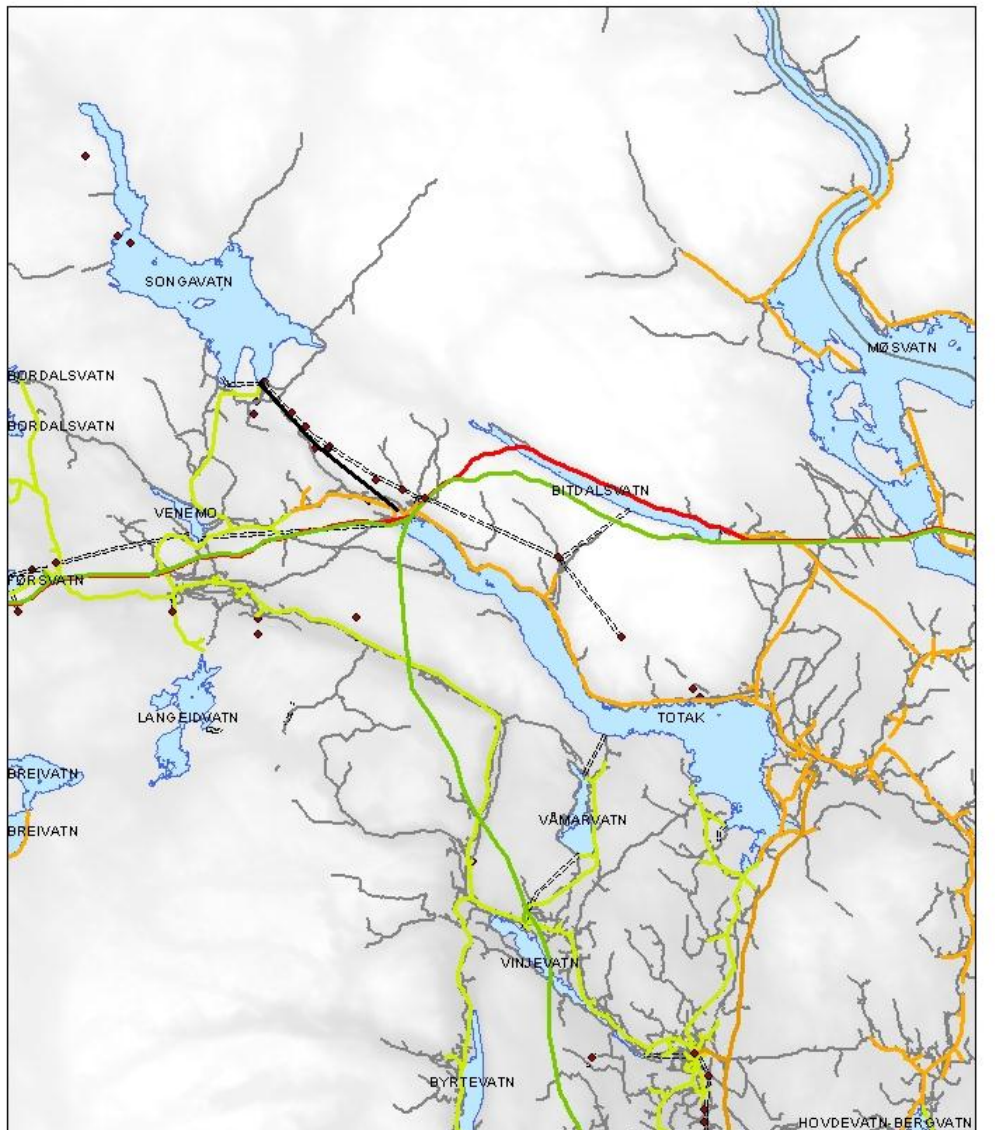 SONGAVATN
MØSVATN
BORDALSVATN
BORDALSVATN
BITDALSVATN
VENEMO
FØRSVATN
LANGEIDVATN
TOTAK
BREIVATN
VÅMARVATN
BREIVATN
VINJEVATN
BYRTEVATN
HOVDEVATN-BERGVATN